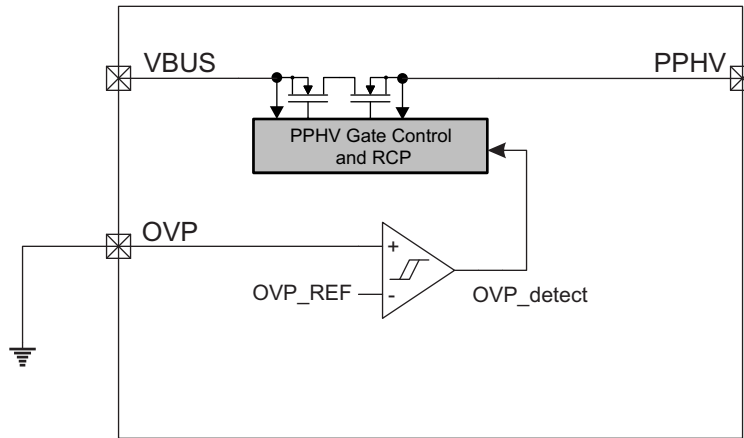 VBUS
PPHV
PPHV Gate Control
and RCP
OVP
+
OVP_REF
-
OVP_detect